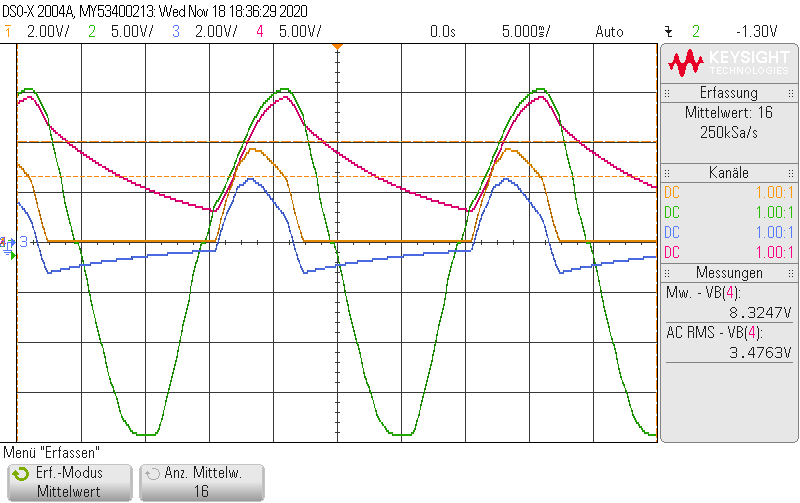 DSO-X 2004A, MY53400213: Wed Nov 18 18:36:29 2020
1 2.00V/ 2 5.00V/ 3 2.00V/ 4 5.00V/ 0.0s 5.000ms/ Auto 2 -1.30V
KEYSIGHT
TECHNOLOGIES
Erfassung
Mittelwert: 16
250kSa/s
Kanäle
DC 1.00:1
DC 1.00:1
DC 1.00:1
DC 1.00:1
Messungen
Mw. - VB(4):
8.3247V
AC RMS - VB(4):
3.4763V
3
Menü "Erfassen"
Erf.-Modus
Mittelwert
Anz. Mittelw.
16